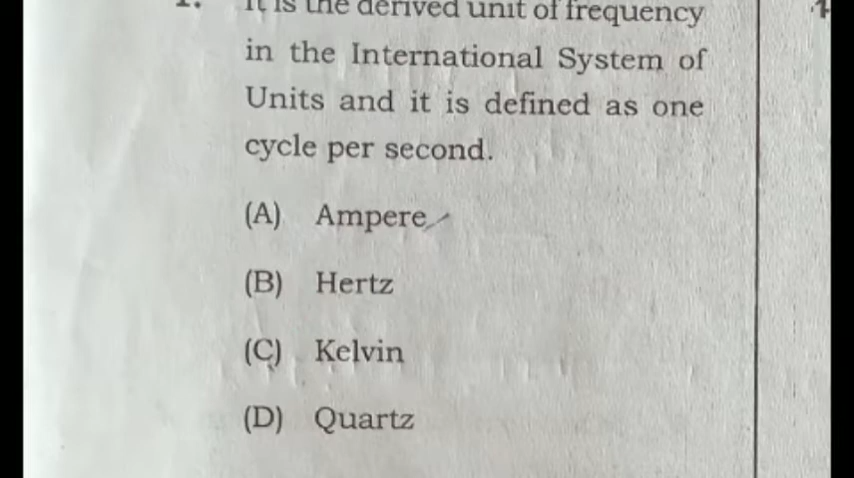 It is the derived unit of frequency
in the International System of
Units and it is defined as one
cycle per second.
(A) Ampere
(B) Hertz
(C) Kelvin
(D) Quartz